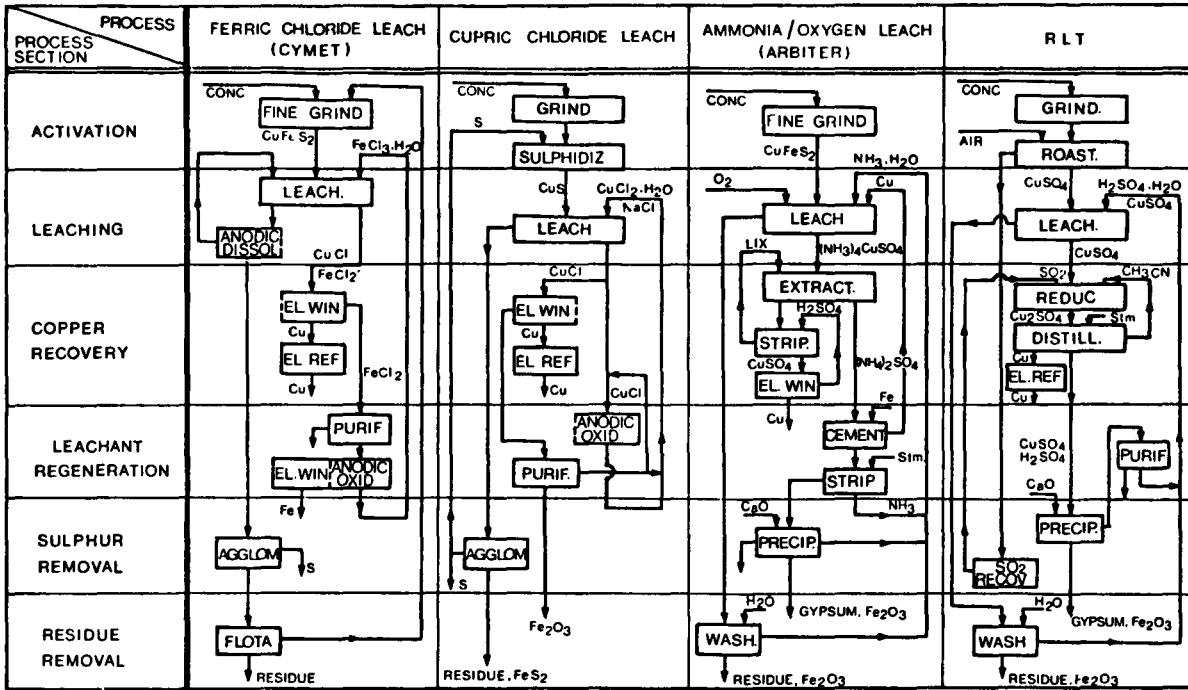 PROCESS
PROCESS
SECTION
FERRIC CHLORIDE LEACH
(CYMET)
CUPRIC CHLORIDE LEACH
AMMONIA/OXYGEN LEACH
(ARBITER)
RLT
ACTIVATION
CONC
FINE GRIND
CuFeS2
FeCl3.H2O
CONC
GRIND
S
SULPHIDIZ
CONC
FINE GRIND
CuFeS2
NH3.H2O
CONC
GRIND.
AIR
ROAST.
LEACHING
LEACH.
ANODIC
DISSOL
CuCl
CuS
CuCl2.H2O
NaCl
LEACH
O2
Cu
LEACH
LIX
(NH3)4CuSO4
CuSO4
H2SO4.H2O
CuSO4
LEACH.
CuSO4
COPPER
RECOVERY
FeCl2
EL.WIN
Cu
EL REF
Cu
FeCl2
CuCl
EL WIN
Cu
EL REF
Cu
CuCl
EXTRACT.
H2SO4
STRIP.
CuSO4
EL. WIN
(NH4)2SO4
SO2
CH3CN
REDUC
Cu2SO4
Stm
DISTILL.
Cu
EL.REF
Cu
LEACHANT
REGENERATION
PURIF
EL.WIN
ANODIC
OXID
Fe
ANODIC
OXID
PURIF.
Cu
Fe
CEMENT
Stm.
STRIP
NH3
CuSO4
H2SO4
PURIF.
SULPHUR
REMOVAL
AGGLOM
S
AGGLOM
S
CaO
PRECIP.
CaO
PRECIP.
SO2
RECOV
RESIDUE
REMOVAL
FLOTA
RESIDUE
Fe2O3
RESIDUE, FeS2
H2O
GYPSUM, Fe2O3
WASH.
RESIDUE, Fe2O3
H2O
GYPSUM, Fe2O3
WASH
RESIDUE, Fe2O3